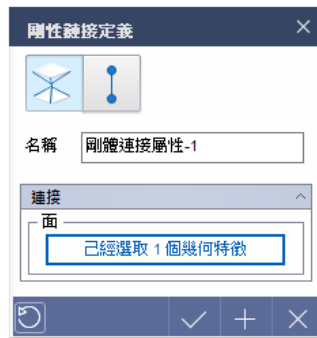 剛性鏈接定義
名稱 剛體連接屬性-1
連接
面
已經選取 1 個幾何特徵